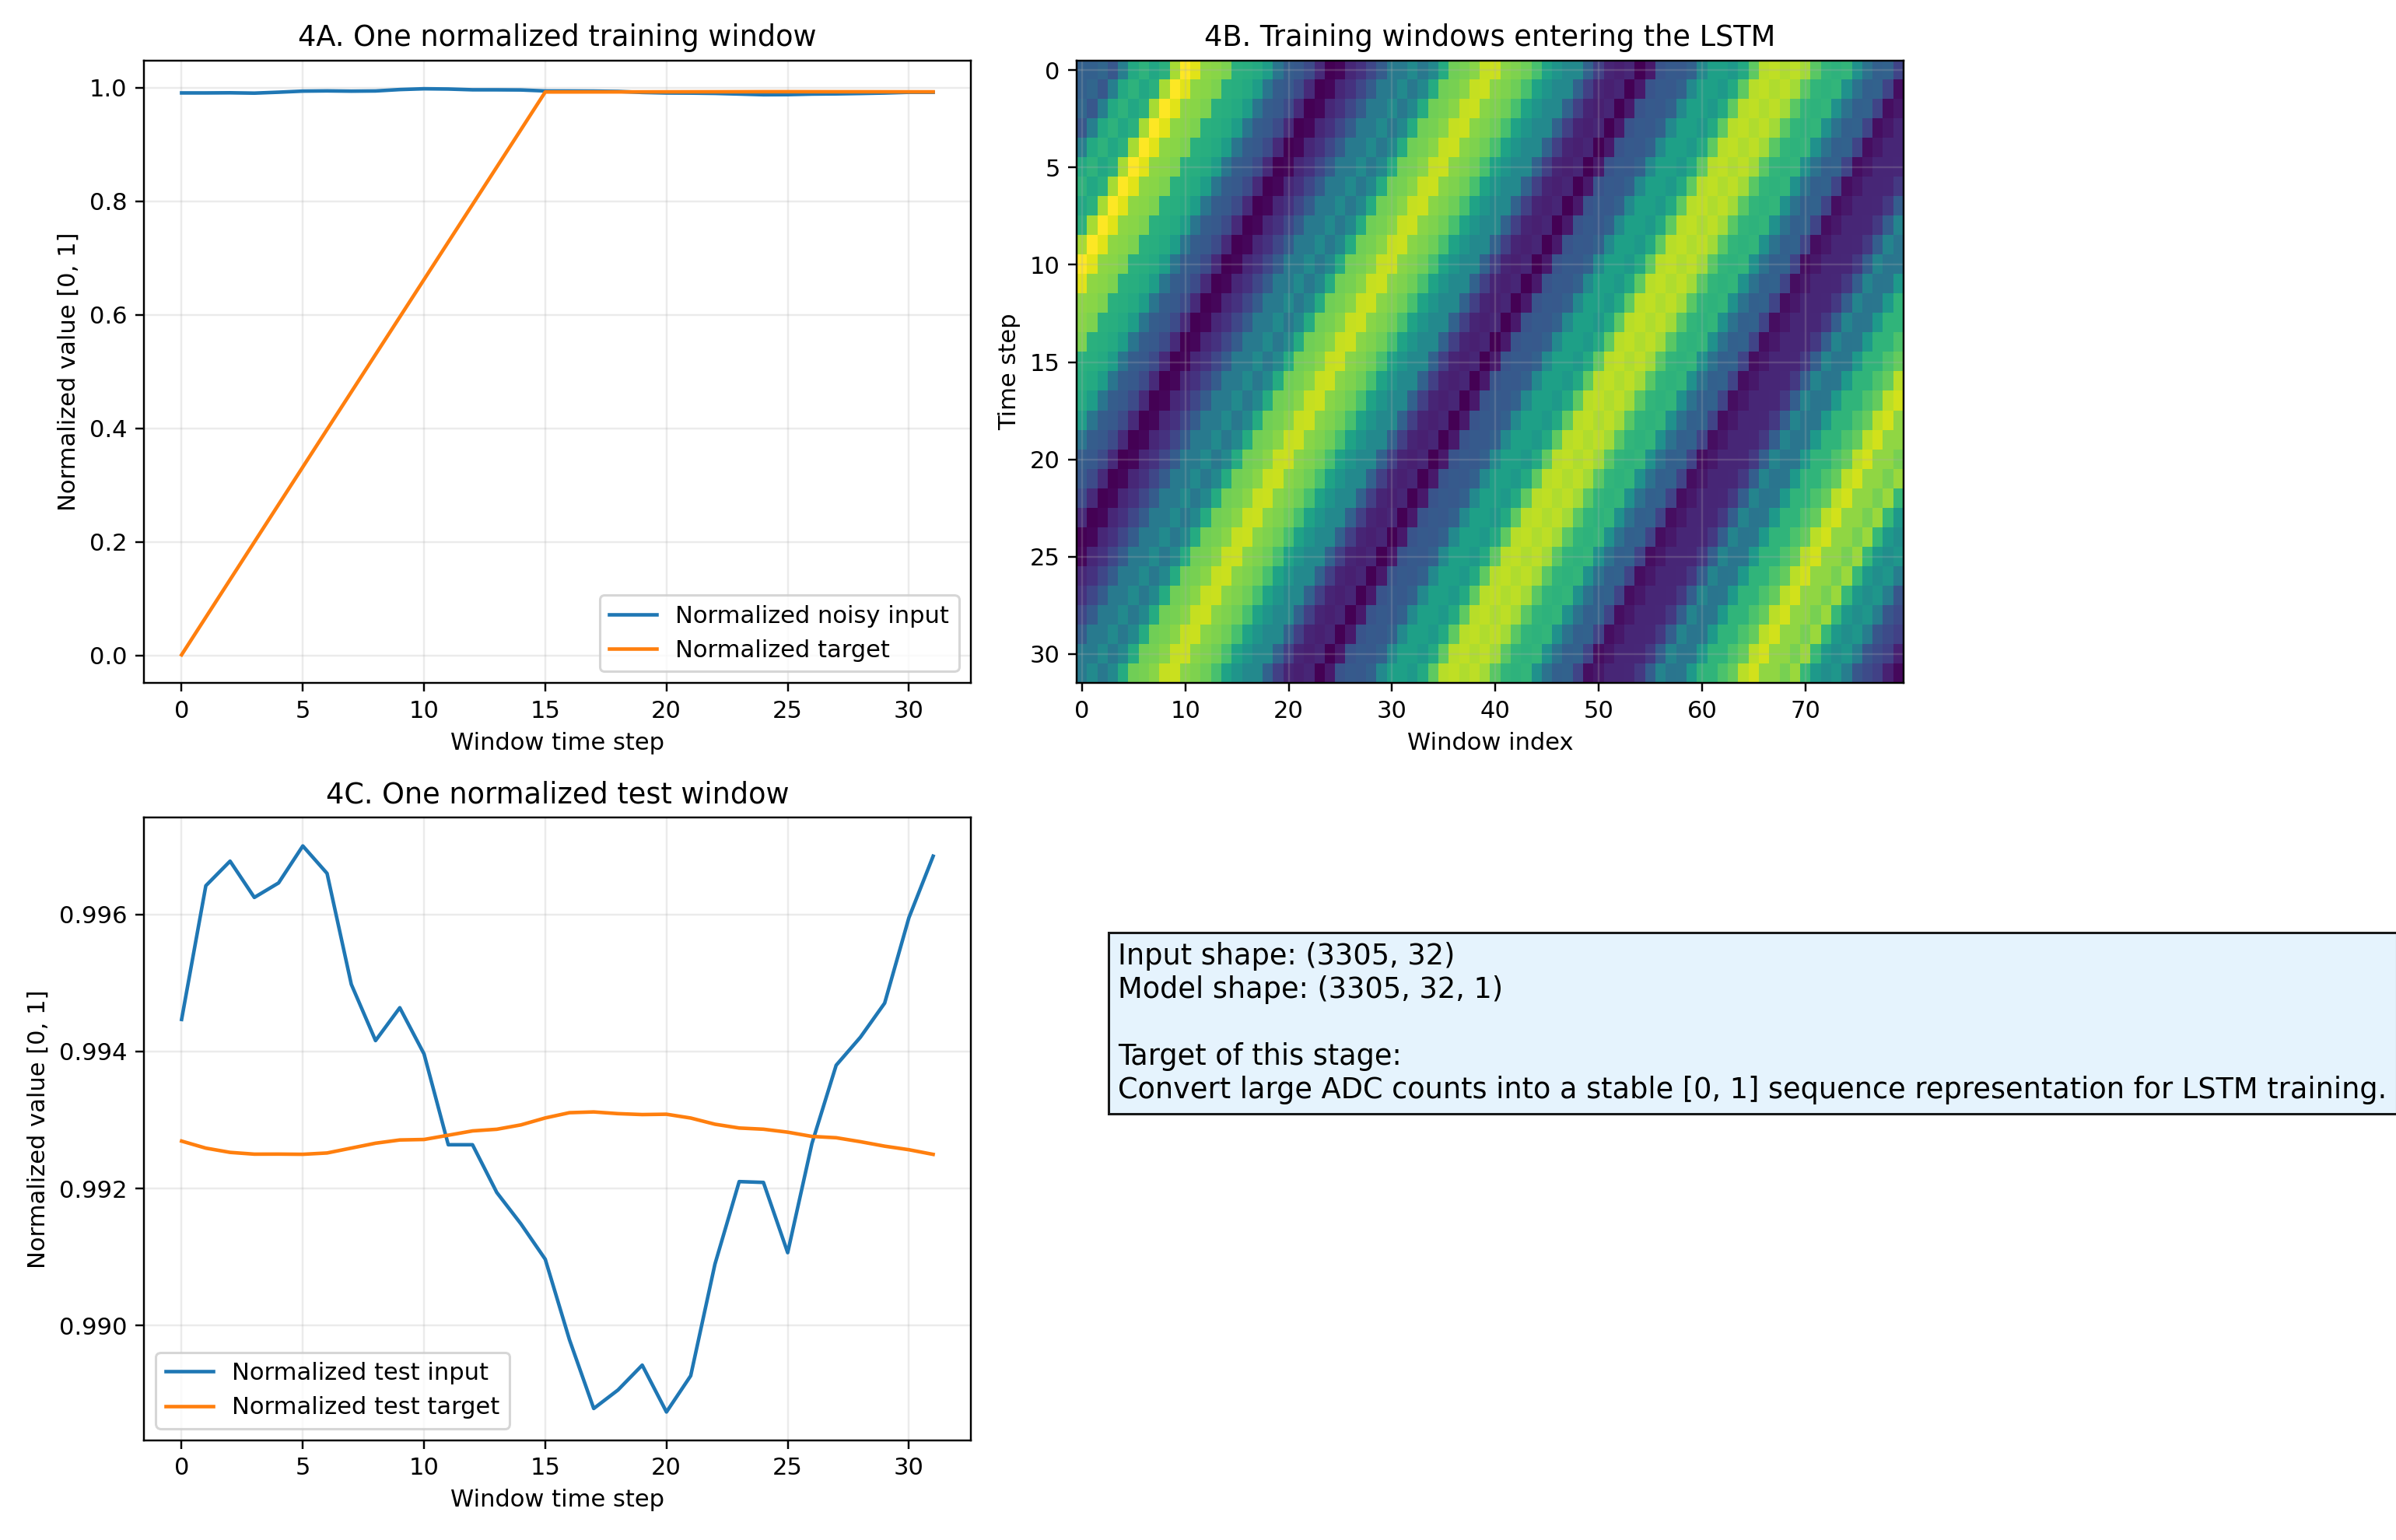 4A. One normalized training window
Normalized value [0, 1]
1.0
0.8
0.6
0.4
0.2
0.0
Normalized noisy input
Normalized target
0 5 10 15 20 25 30
Window time step
4B. Training windows entering the LSTM
Time step
0
5
10
15
20
25
30
0 10 20 30 40 50 60 70
Window index
4C. One normalized test window
Normalized value [0, 1]
0.996
0.994
0.992
0.990
Normalized test input
Normalized test target
0 5 10 15 20 25 30
Window time step
Input shape: (3305, 32)
Model shape: (3305, 32, 1)
Target of this stage:
Convert large ADC counts into a stable [0, 1] sequence representation for LSTM training.